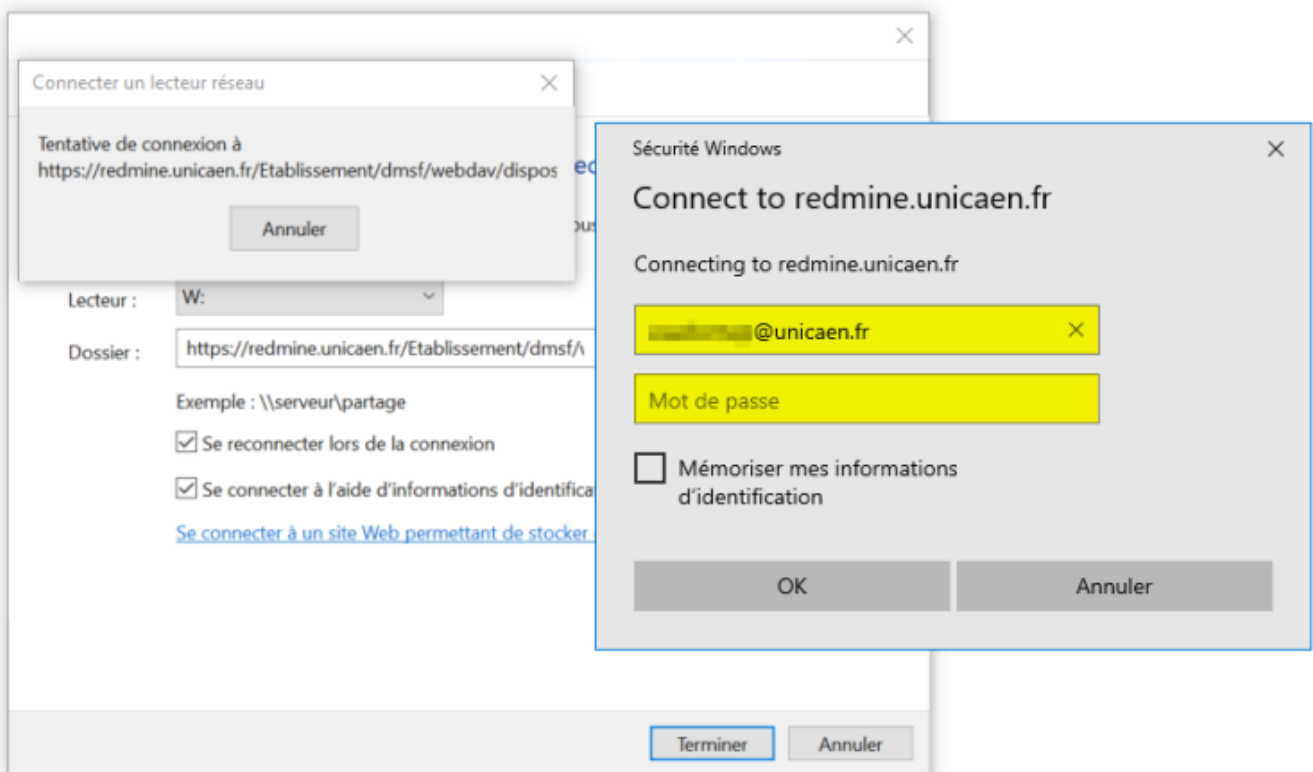 Connecter un lecteur réseau
Tentative de connexion à
https://redmine.unicaen.fr/Etablissement/dmsf/webdav/dispos
Annuler
Lecteur :
W:
Dossier :
https://redmine.unicaen.fr/Etablissement/dmsf/
Exemple : \\serveur\partage
Se reconnecter lors de la connexion
Se connecter à l'aide d'informations d'identifica
Se connecter à un site Web permettant de stocker
Terminer
Annuler
Sécurité Windows
Connect to redmine.unicaen.fr
Connecting to redmine.unicaen.fr
@unicaen.fr
Mot de passe
Mémoriser mes informations
d'identification
OK
Annuler